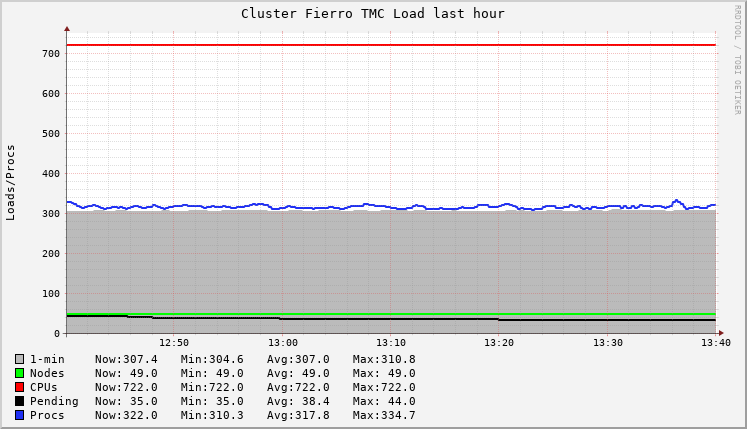 Cluster Fierro TMC Load last hour
RRDTOOL / TOBI OETIKER
Loads/Procs
700
600
500
400
300
200
100
0
12:50 13:00 13:10 13:20 13:30 13:40
1-min Now:307.4 Min:304.6 Avg:307.0 Max:310.8
Nodes Now: 49.0 Min: 49.0 Avg: 49.0 Max: 49.0
CPUs Now:722.0 Min:722.0 Avg:722.0 Max:722.0
Pending Now: 35.0 Min: 35.0 Avg: 38.4 Max: 44.0
Procs Now:322.0 Min:310.3 Avg:317.8 Max:334.7